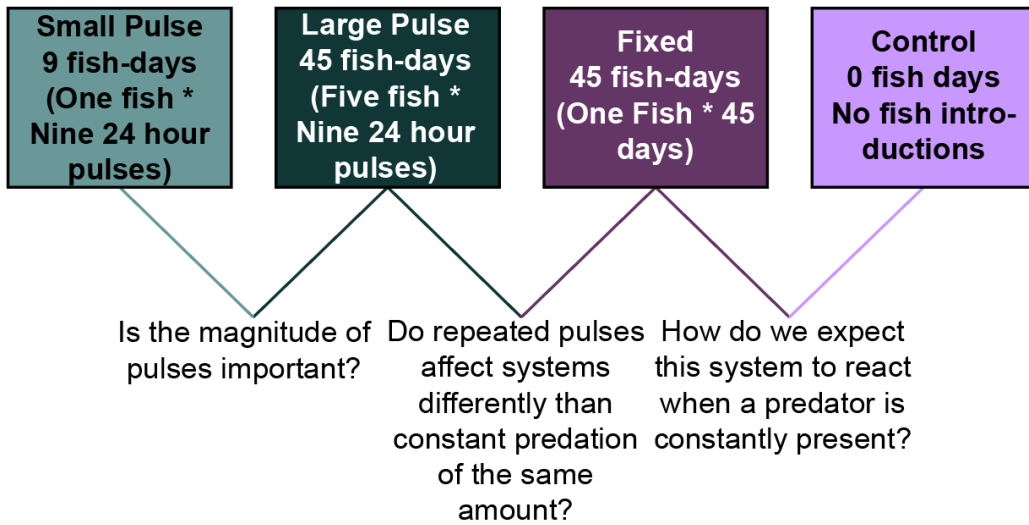 Small Pulse
9 fish-days
(One fish *
Nine 24 hour
pulses)
Large Pulse
45 fish-days
(Five fish *
Nine 24 hour
pulses)
Fixed
45 fish-days
(One Fish * 45
days)
Control
0 fish days
No fish intro-
ductions
Is the magnitude of
pulses important?
Do repeated pulses
affect systems
differently than
constant predation
of the same
amount?
How do we expect
this system to react
when a predator is
constantly present?